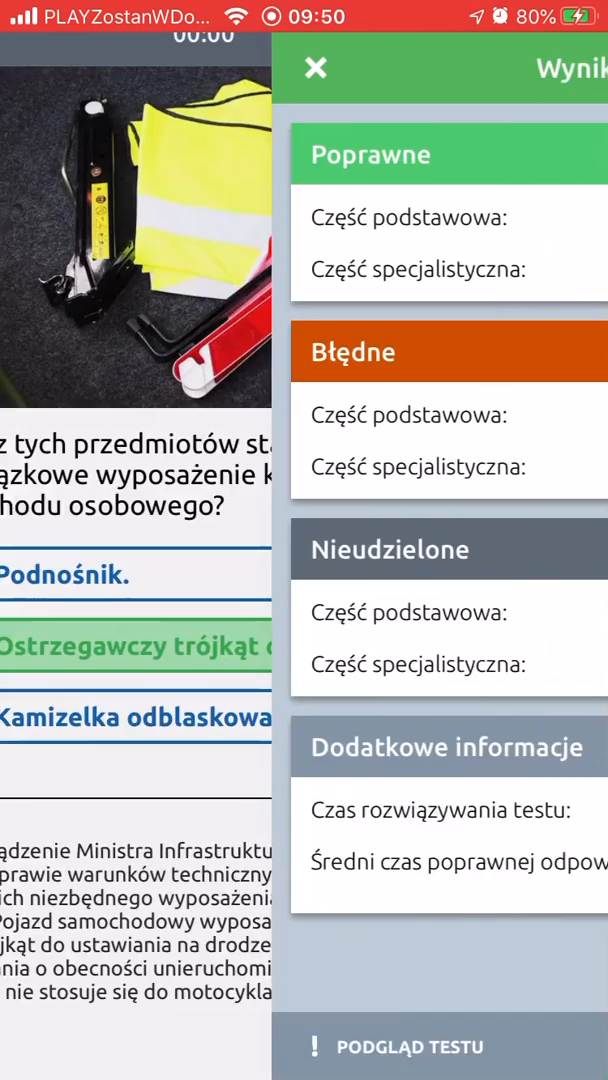 PLAYZostanWDo... 09:50 80%
00:00
z tych przedmiotów st
ązkowe wyposażenie k
hodu osobowego?
Podnośnik.
Ostrzegawczy trójkąt
Kamizelka odblaskowa
ądzenie Ministra Infrastruktu
prawie warunków techniczny
ich niezbędnego wyposażenia
Pojazd samochodowy wyposa
jkąt do ustawiania na drodze
nia o obecności unieruchomi
nie stosuje się do motocykla
Wynik
Poprawne
Część podstawowa:
Część specjalistyczna:
Błędne
Część podstawowa:
Część specjalistyczna:
Nieudzielone
Część podstawowa:
Część specjalistyczna:
Dodatkowe informacje
Czas rozwiązywania testu:
Średni czas poprawnej odpow
! PODGLĄD TESTU